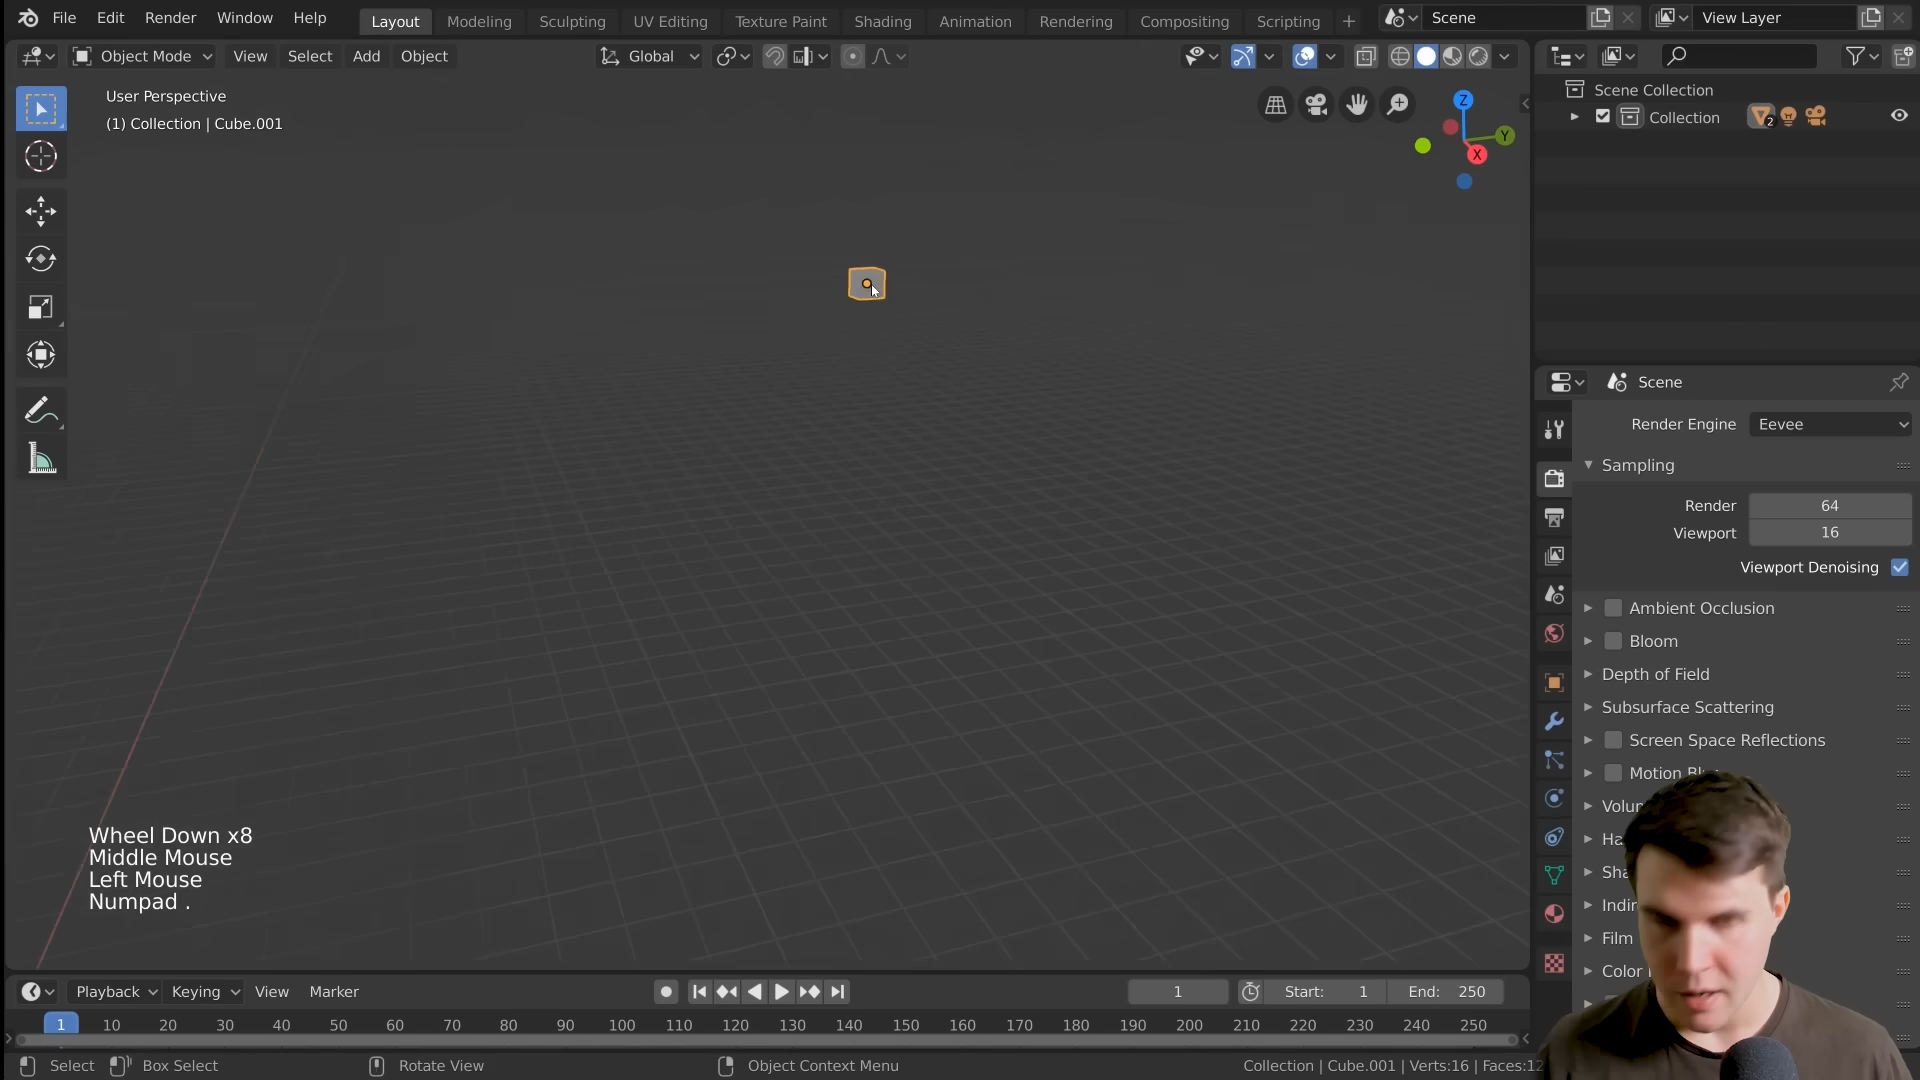 File Edit Render Window Help Layout Modeling Sculpting UV Editing Texture Paint Shading Animation Rendering Compositing Scripting + Scene View Layer
Object Mode View Select Add Object Global
User Perspective
(1) Collection | Cube.001
Z
Y
X
Scene Collection
Collection 2
Scene
Render Engine Eevee
Sampling
Render 64
Viewport 16
Viewport Denoising
Ambient Occlusion
Bloom
Depth of Field
Subsurface Scattering
Screen Space Reflections
Motion
Film
Color
Wheel Down x8
Middle Mouse
Left Mouse
Numpad .
Playback Keying View Marker 1 Start: 1 End: 250
1 10 20 30 40 50 60 70 80 90 100 110 120 130 140 150 160 170 180 190 200 210 220 230 240 250
Select Box Select Rotate View Object Context Menu Collection | Cube.001 | Verts:16 | Faces:12